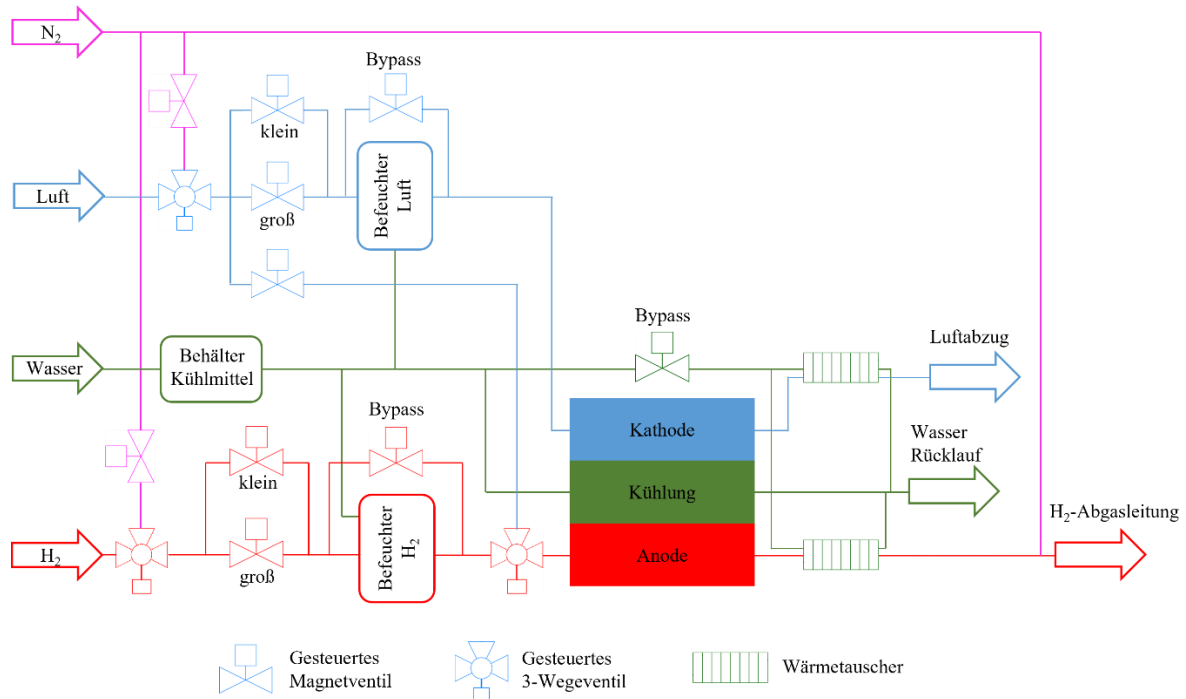 N₂
Bypass
klein
Luft
groß
Befeuchter
Luft
Bypass
Luftabzug
Wasser
Behälter
Kühlmittel
Bypass
Kathode
Wasser
Rücklauf
klein
Kühlung
H₂-Abgasleitung
H₂
groß
Befeuchter
H₂
Anode
Gesteuertes
Magnetventil
Gesteuertes
3-Wegeventil
Wärmetauscher